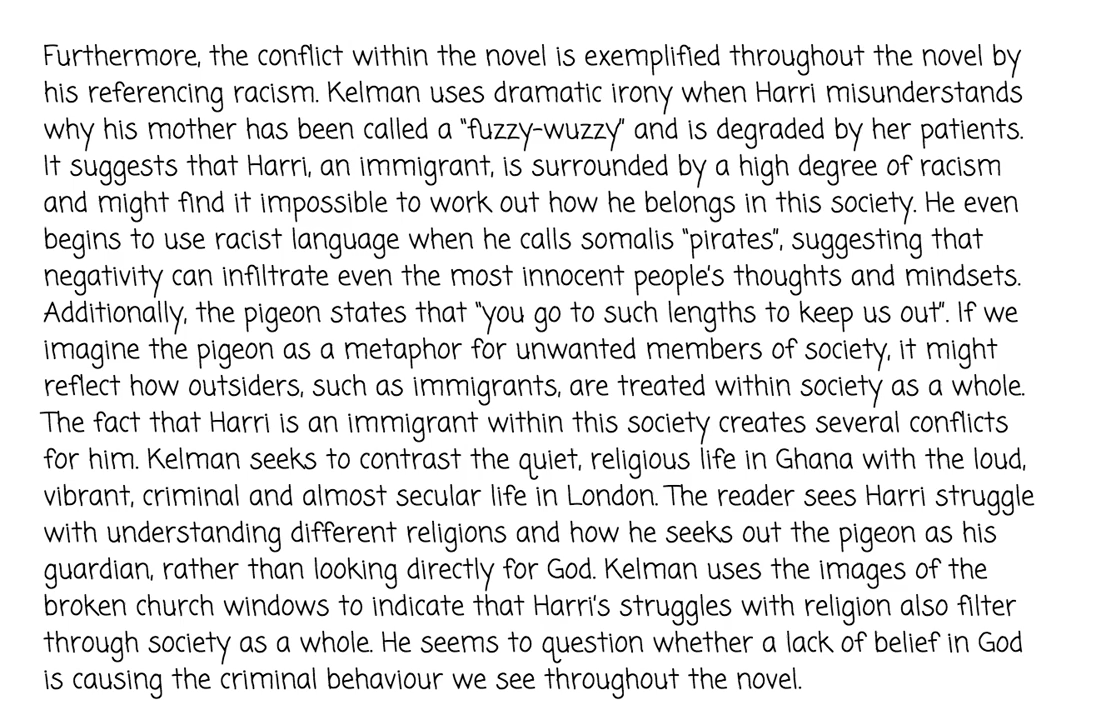 Furthermore, the conflict within the novel is exemplified throughout the novel by
his referencing racism. Kelman uses dramatic irony when Harri misunderstands
why his mother has been called a "fuzzy-wuzzy" and is degraded by her patients.
It suggests that Harri, an immigrant, is surrounded by a high degree of racism
and might find it impossible to work out how he belongs in this society. He even
begins to use racist language when he calls somalis "pirates", suggesting that
negativity can infiltrate even the most innocent people's thoughts and mindsets.
Additionally, the pigeon states that "you go to such lengths to keep us out". If we
imagine the pigeon as a metaphor for unwanted members of society, it might
reflect how outsiders, such as immigrants, are treated within society as a whole.
The fact that Harri is an immigrant within this society creates several conflicts
for him. Kelman seeks to contrast the quiet, religious life in Ghana with the loud,
vibrant, criminal and almost secular life in London. The reader sees Harri struggle
with understanding different religions and how he seeks out the pigeon as his
guardian, rather than looking directly for God. Kelman uses the images of the
broken church windows to indicate that Harri's struggles with religion also filter
through society as a whole. He seems to question whether a lack of belief in God
is causing the criminal behaviour we see throughout the novel.